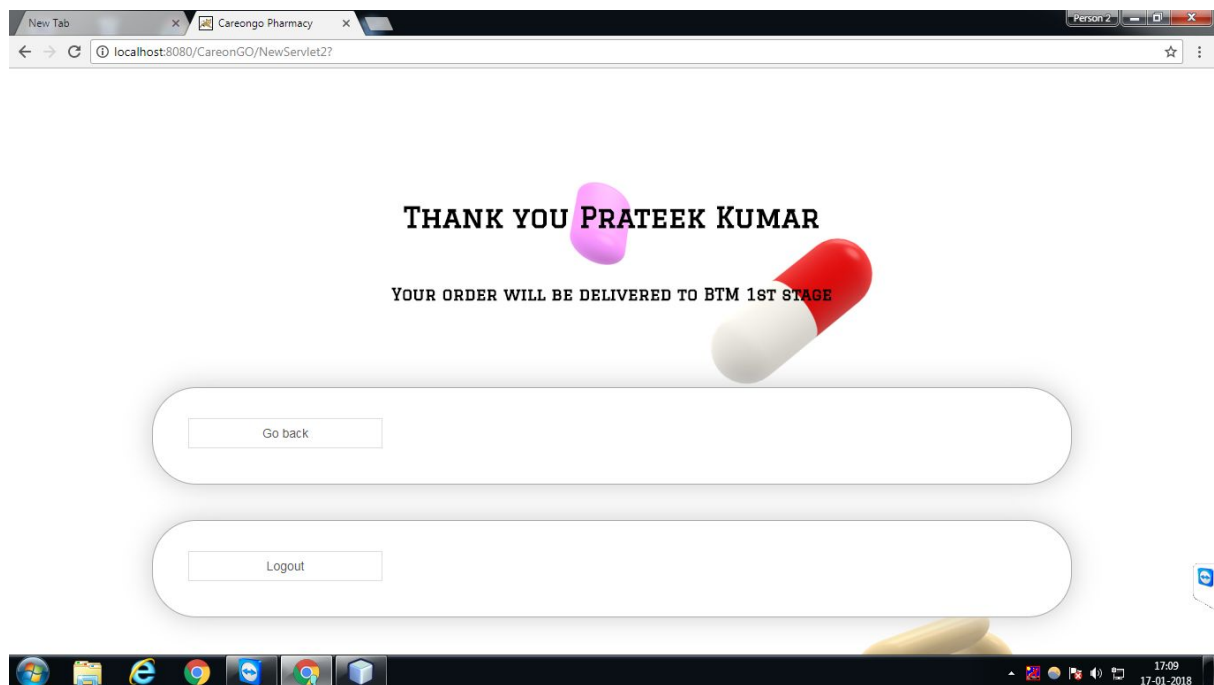 New Tab
Careongo Pharmacy
Person 2
localhost:8080/CareonGO/NewServlet2?
Thank you Prateek Kumar
Your order will be delivered to BTM 1st stage
Go back
Logout
17:09
17-01-2018